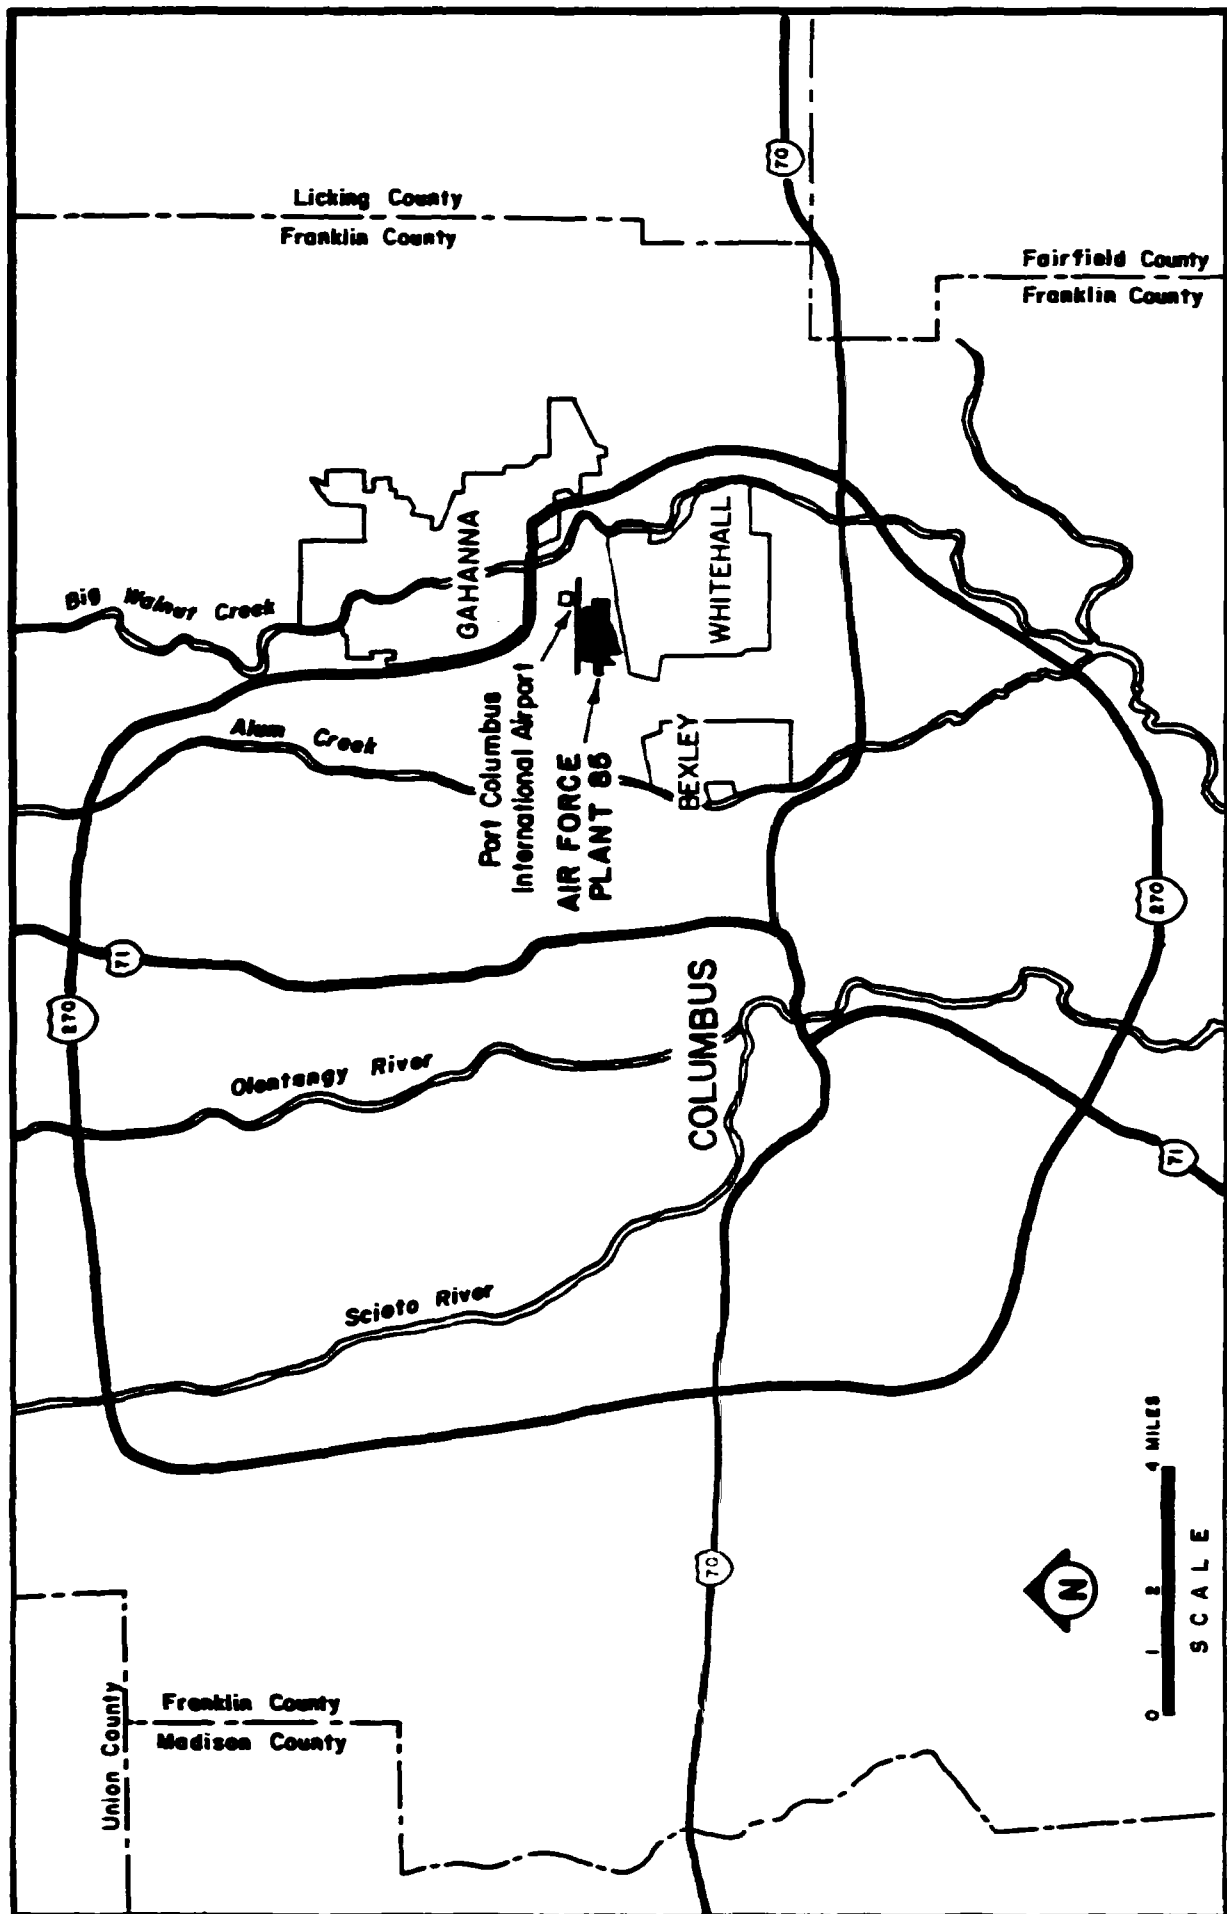 Licking County
Franklin County
70
Fairfield County
Franklin County
Big Walnut Creek
GAHANNA
WHITEHALL
Alum Creek
Port Columbus
International Airport
AIR FORCE
PLANT 85
BEXLEY
270
71
270
Olentangy River
COLUMBUS
71
Scioto River
70
Union County
Franklin County
Madison County
N
0 1 2 4 MILES
SCALE